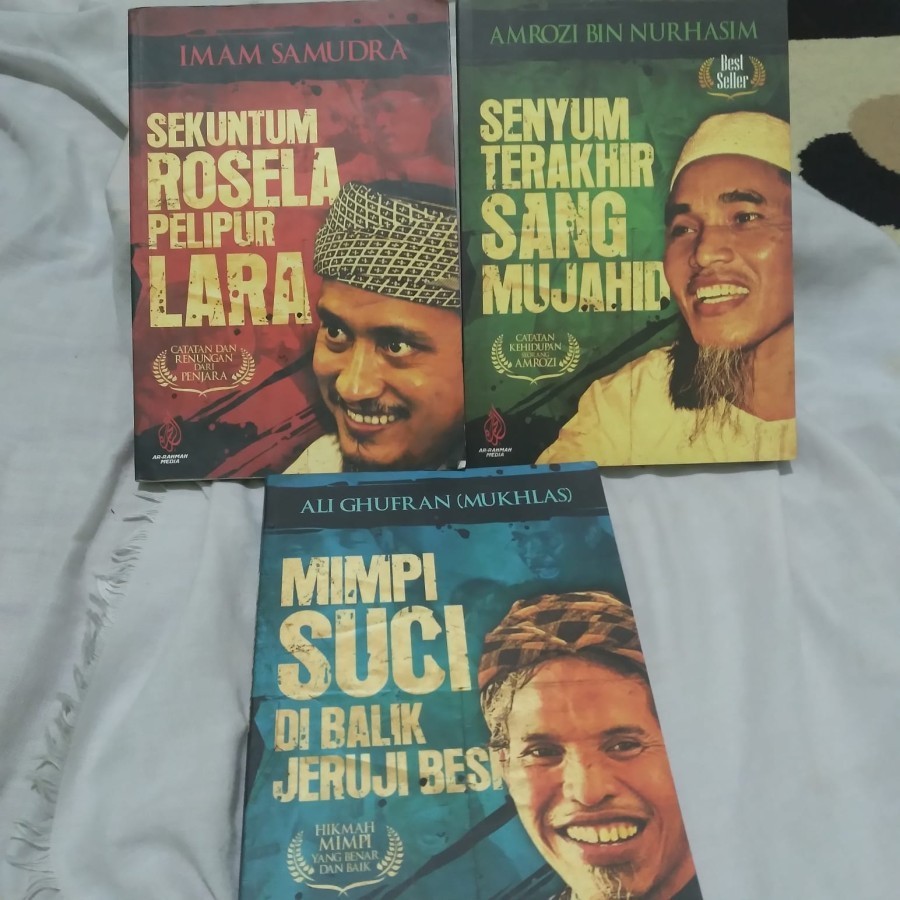 IMAM SAMUDRA
SEKUNTUM
ROSELA
PELIPUR
LARA
CATATAN DAN
RENUNGAN
DARI
PENJARA
AR-RAHMAH
MEDIA
AMROZI BIN NURHASIM
Best
Seller
SENYUM
TERAKHIR
SANG
MUJAHID
CATATAN
KEHIDUPAN
SEORANG
AMROZI
AR-RAHMAH
MEDIA
ALI GHUFRAN (MUKHLAS)
MIMPI
SUCI
DI BALIK
JERUJI BESI
HIKMAH
MIMPI
YANG BENAR
DAN BAIK